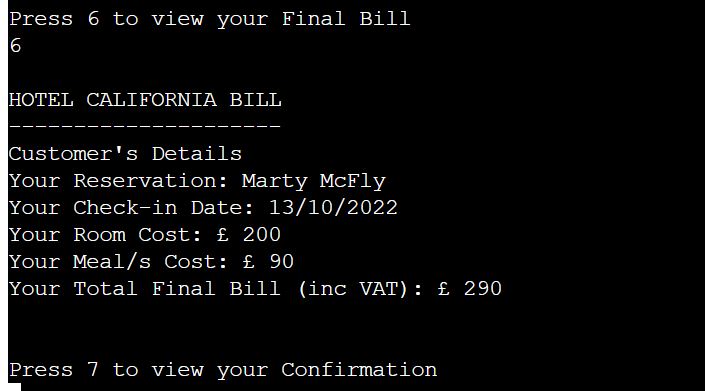 Press 6 to view your Final Bill
6
HOTEL CALIFORNIA BILL
---------------------
Customer's Details
Your Reservation: Marty McFly
Your Check-in Date: 13/10/2022
Your Room Cost: £ 200
Your Meal/s Cost: £ 90
Your Total Final Bill (inc VAT): £ 290
Press 7 to view your Confirmation